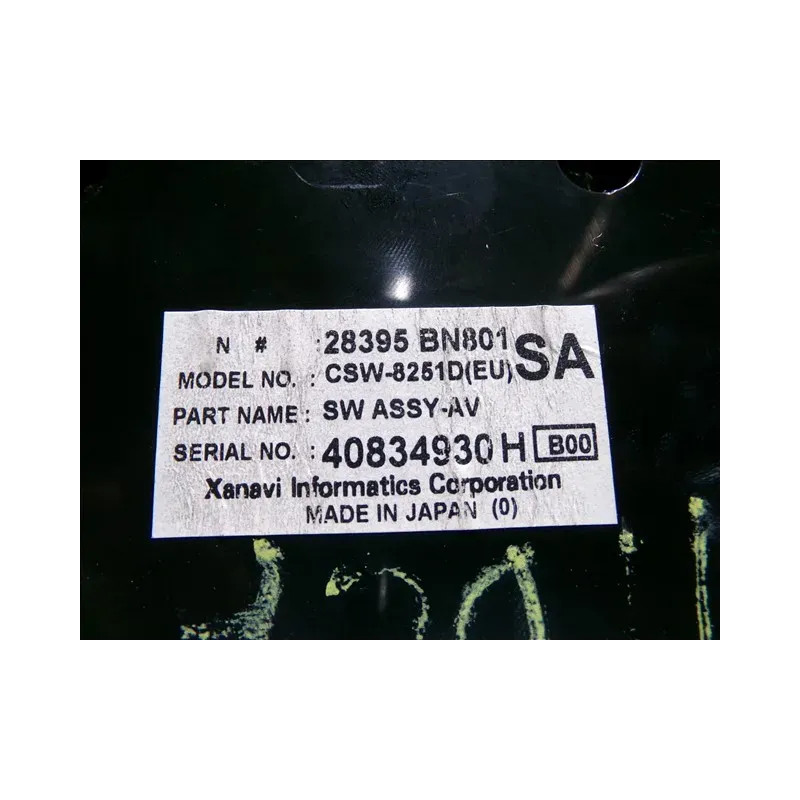 N # : 28395 BN801 SA
MODEL NO. : CSW-8251D(EU)
PART NAME : SW ASSY-AV
SERIAL NO. : 40834930 H B00
Xanavi Informatics Corporation
MADE IN JAPAN (0)